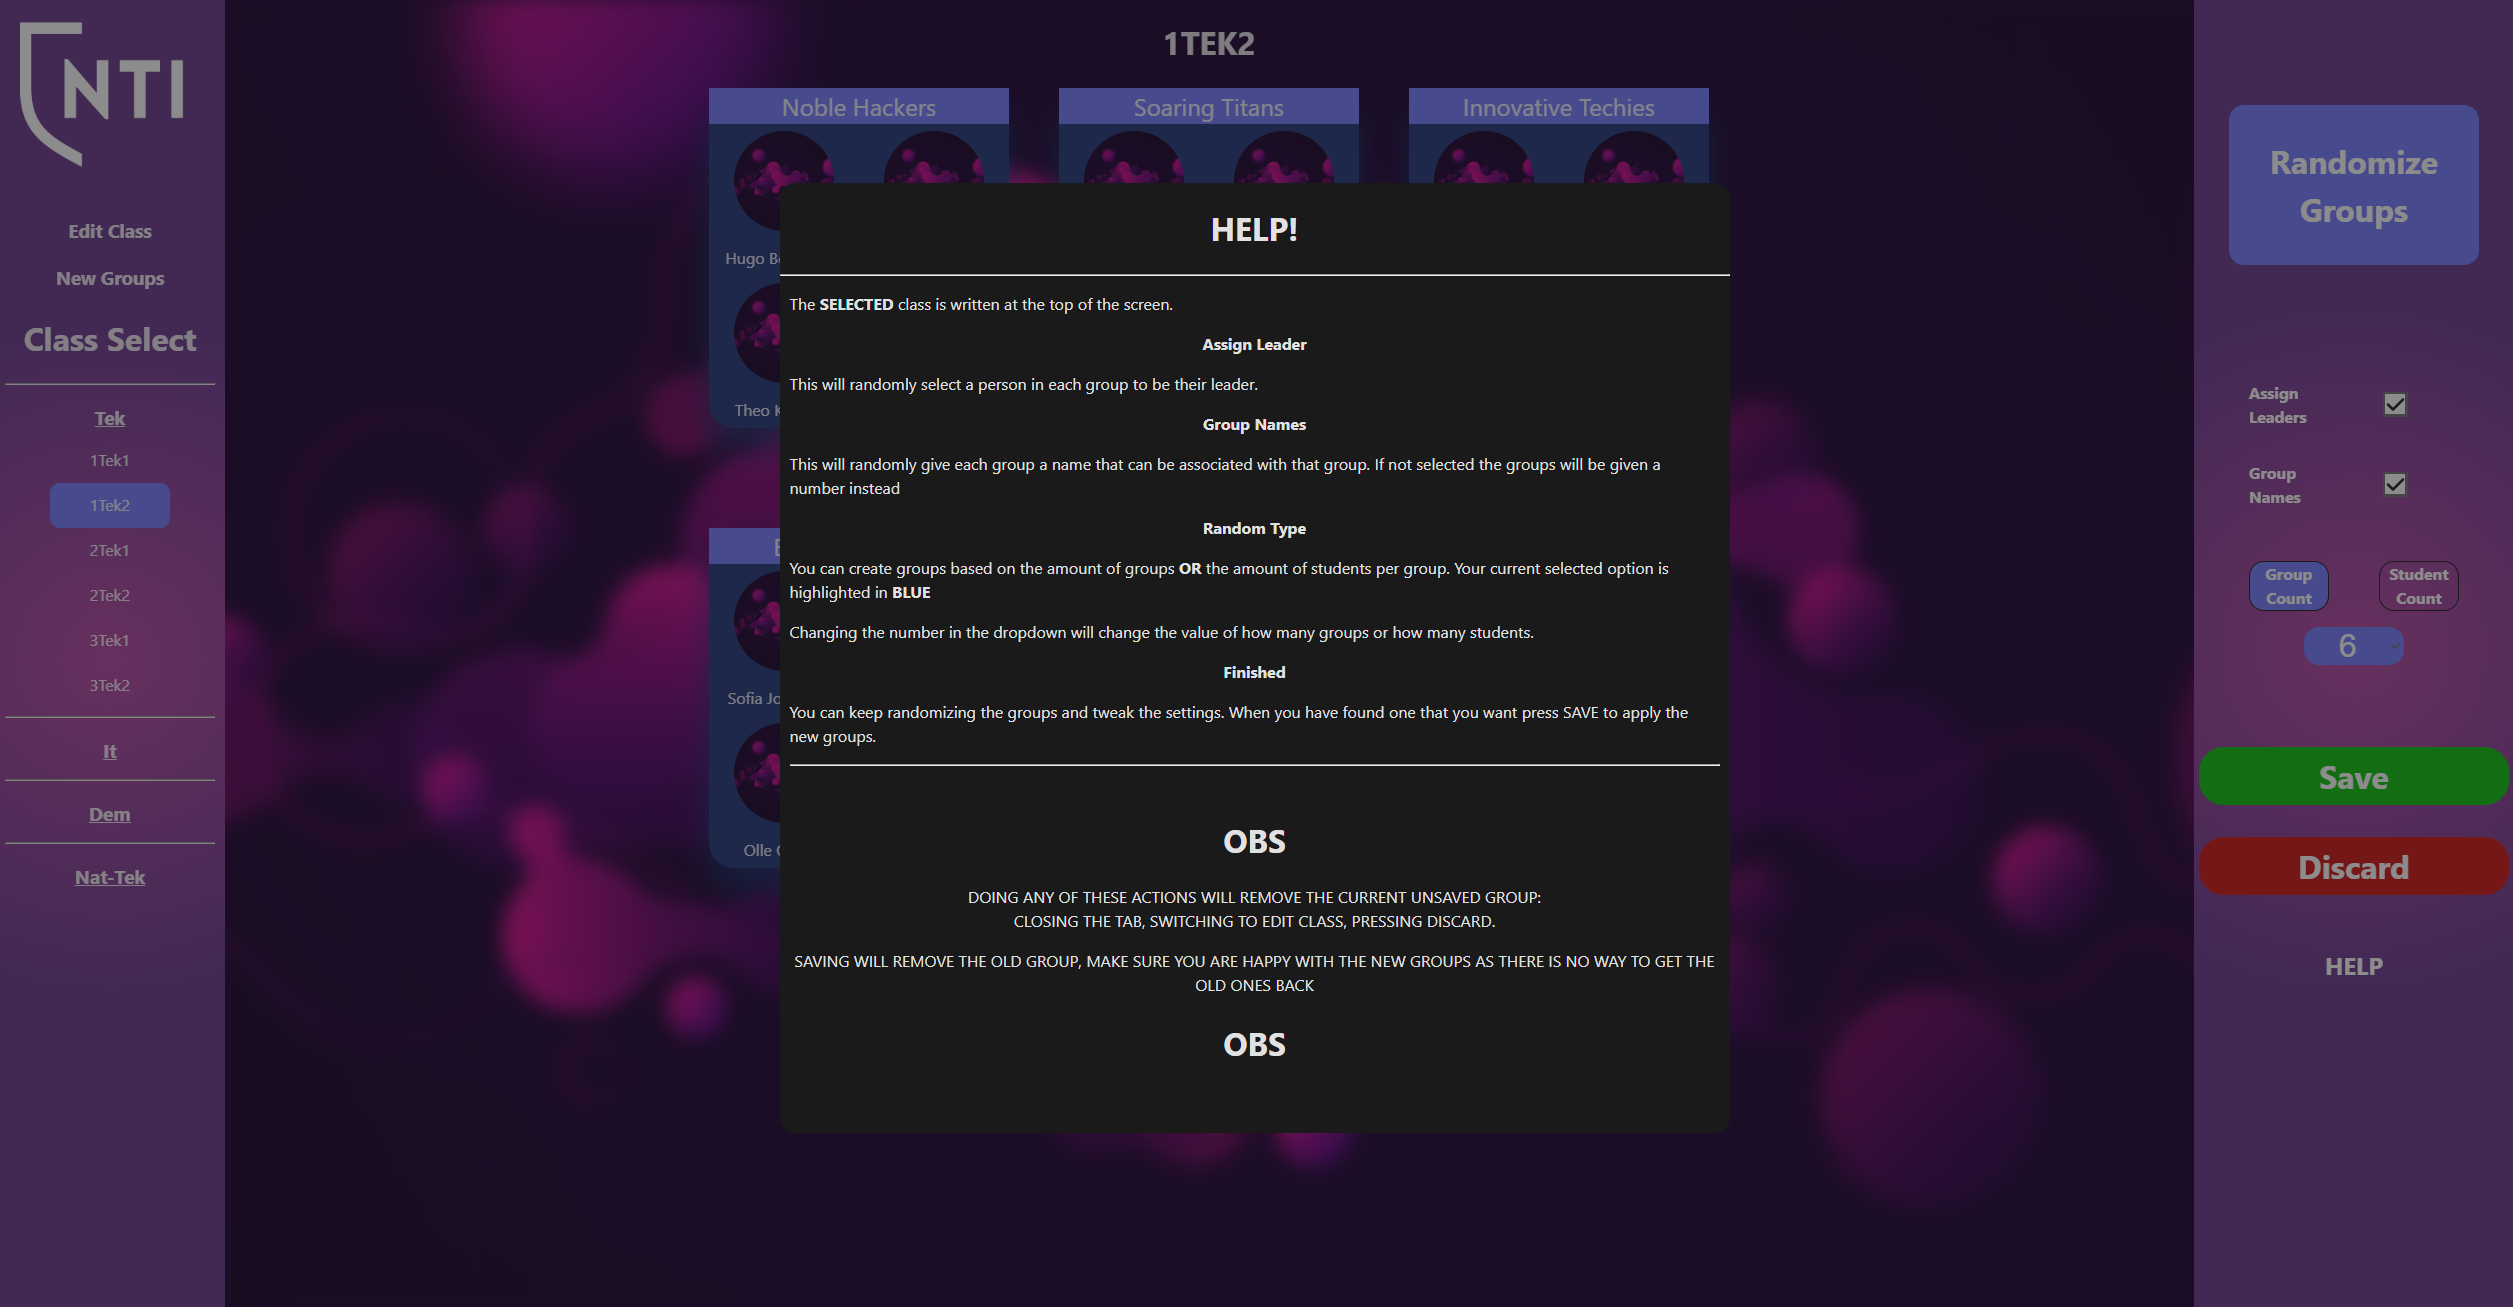 NTI
Edit Class
New Groups
Class Select
Tek
1Tek1
1Tek2
2Tek1
2Tek2
3Tek1
3Tek2
It
Dem
Nat-Tek
1TEK2
Noble Hackers
Soaring Titans
Innovative Techies
Hugo
Theo
Sofia
Olle
HELP!
The SELECTED class is written at the top of the screen.
Assign Leader
This will randomly select a person in each group to be their leader.
Group Names
This will randomly give each group a name that can be associated with that group. If not selected the groups will be given a
number instead
Random Type
You can create groups based on the amount of groups OR the amount of students per group. Your current selected option is
highlighted in BLUE
Changing the number in the dropdown will change the value of how many groups or how many students.
Finished
You can keep randomizing the groups and tweak the settings. When you have found one that you want press SAVE to apply the
new groups.
OBS
DOING ANY OF THESE ACTIONS WILL REMOVE THE CURRENT UNSAVED GROUP:
CLOSING THE TAB, SWITCHING TO EDIT CLASS, PRESSING DISCARD.
SAVING WILL REMOVE THE OLD GROUP, MAKE SURE YOU ARE HAPPY WITH THE NEW GROUPS AS THERE IS NO WAY TO GET THE
OLD ONES BACK
OBS
Randomize
Groups
Assign
Leaders
Group
Names
Group
Count
Student
Count
6
Save
Discard
HELP